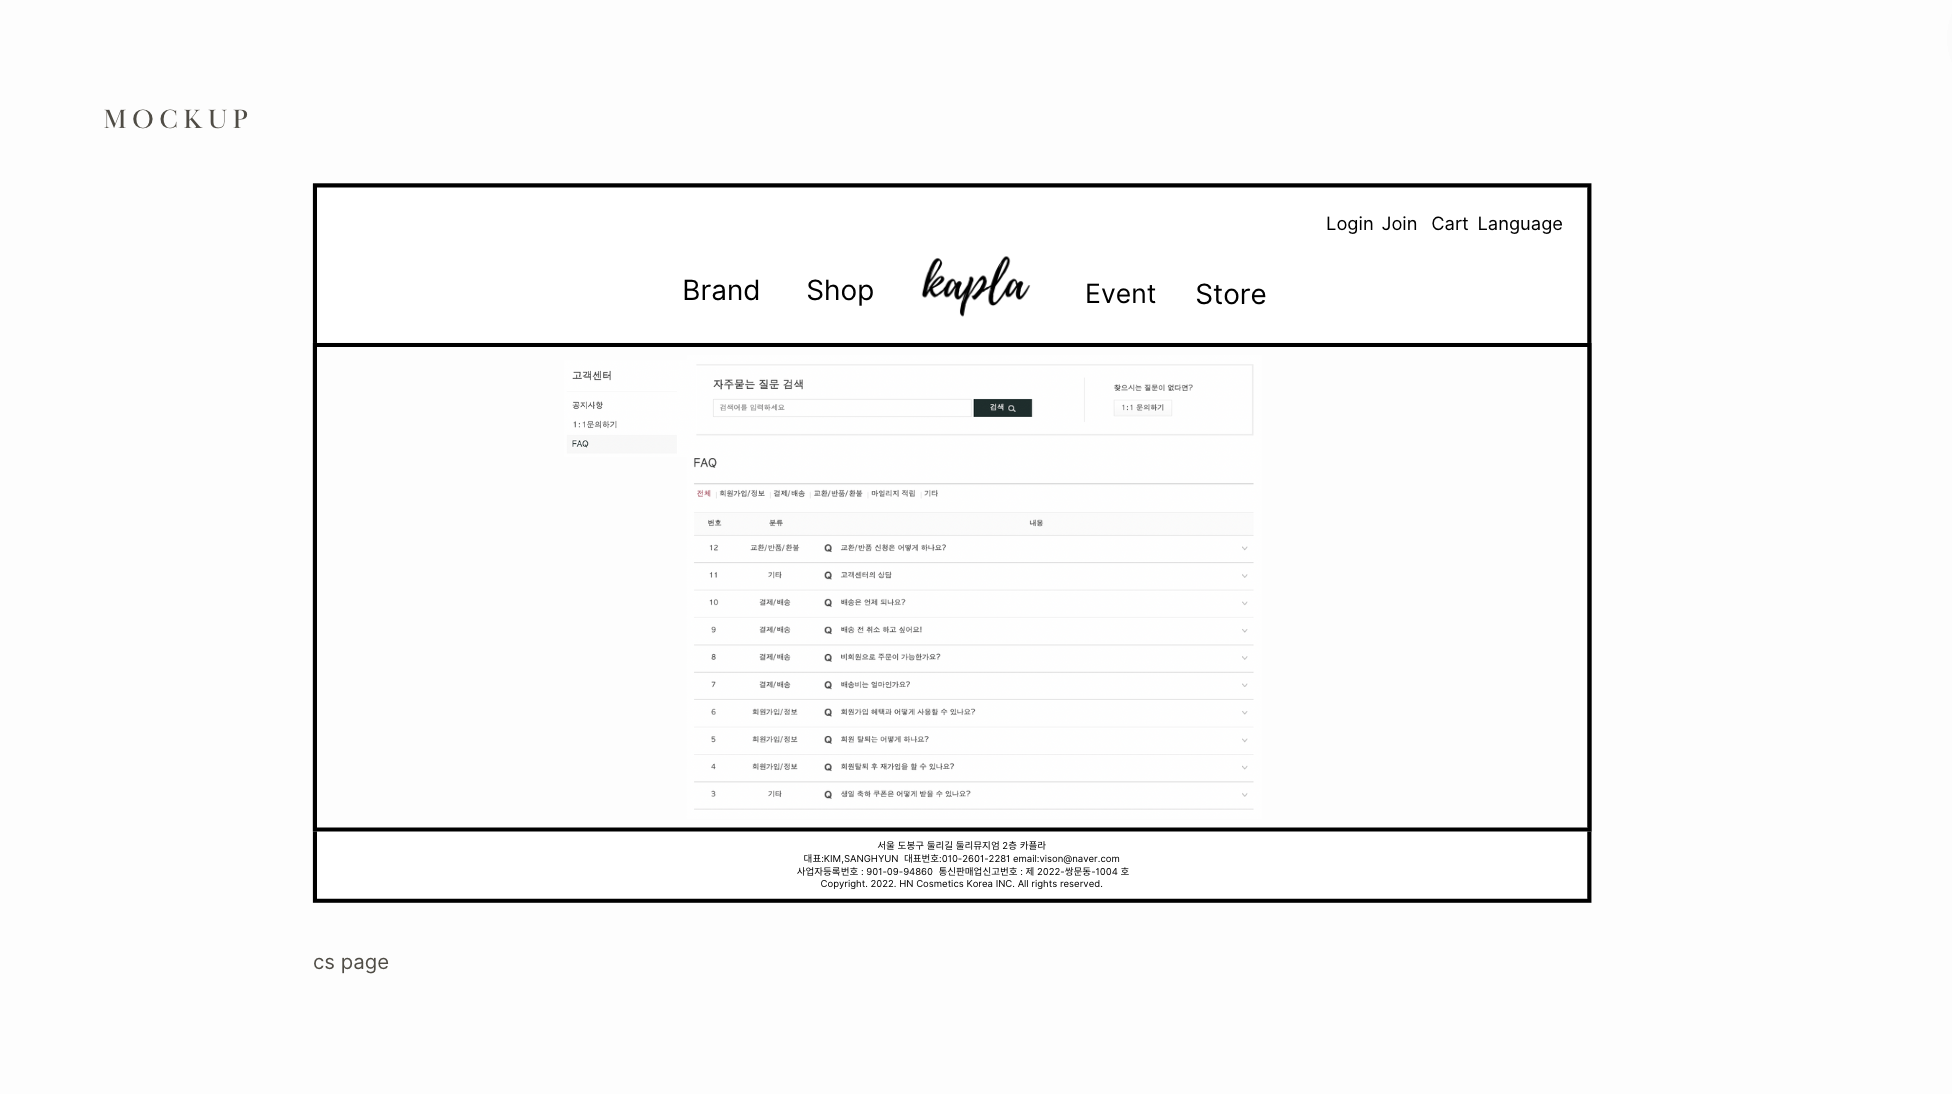 MOCKUP
Login Join Cart Language
Brand Shop kapla Event Store
고객센터
공지사항
1:1문의하기
FAQ
자주묻는 질문 검색
검색어를 입력하세요 검색
찾으시는 질문이 없다면?
1:1 문의하기
FAQ
전체 회원가입/정보 결제/배송 교환/반품/환불 마일리지 적립 기타
번호 분류 내용
12 교환/반품/환불 Q 교환/반품 신청은 어떻게 하나요?
11 기타 Q 고객센터의 상담
10 결제/배송 Q 배송은 언제 되나요?
9 결제/배송 Q 배송 전 취소 하고 싶어요!
8 결제/배송 Q 비회원으로 주문이 가능한가요?
7 결제/배송 Q 배송비는 얼마인가요?
6 회원가입/정보 Q 회원가입 혜택과 어떻게 사용할 수 있나요?
5 회원가입/정보 Q 회원 탈퇴는 어떻게 하나요?
4 회원가입/정보 Q 회원탈퇴 후 재가입을 할 수 있나요?
3 기타 Q 생일 축하 쿠폰은 어떻게 받을 수 있나요?
서울 도봉구 둘리길 둘리뮤지엄 2층 카플라
대표:KIM,SANGHYUN 대표번호:010-2601-2281 email:vison@naver.com
사업자등록번호 : 901-09-94860 통신판매업신고번호 : 제 2022-쌍문동-1004 호
Copyright. 2022. HN Cosmetics Korea INC. All rights reserved.
cs page